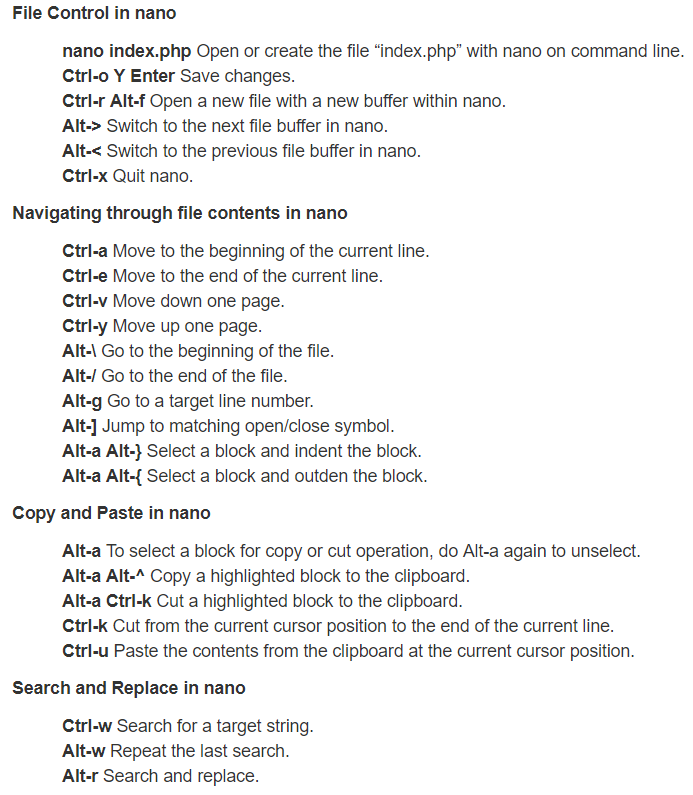 File Control in nano
nano index.php Open or create the file “index.php” with nano on command line.
Ctrl-o Y Enter Save changes.
Ctrl-r Alt-f Open a new file with a new buffer within nano.
Alt-> Switch to the next file buffer in nano.
Alt-< Switch to the previous file buffer in nano.
Ctrl-x Quit nano.
Navigating through file contents in nano
Ctrl-a Move to the beginning of the current line.
Ctrl-e Move to the end of the current line.
Ctrl-v Move down one page.
Ctrl-y Move up one page.
Alt-\ Go to the beginning of the file.
Alt-/ Go to the end of the file.
Alt-g Go to a target line number.
Alt-] Jump to matching open/close symbol.
Alt-a Alt-} Select a block and indent the block.
Alt-a Alt-{ Select a block and outden the block.
Copy and Paste in nano
Alt-a To select a block for copy or cut operation, do Alt-a again to unselect.
Alt-a Alt-^ Copy a highlighted block to the clipboard.
Alt-a Ctrl-k Cut a highlighted block to the clipboard.
Ctrl-k Cut from the current cursor position to the end of the current line.
Ctrl-u Paste the contents from the clipboard at the current cursor position.
Search and Replace in nano
Ctrl-w Search for a target string.
Alt-w Repeat the last search.
Alt-r Search and replace.